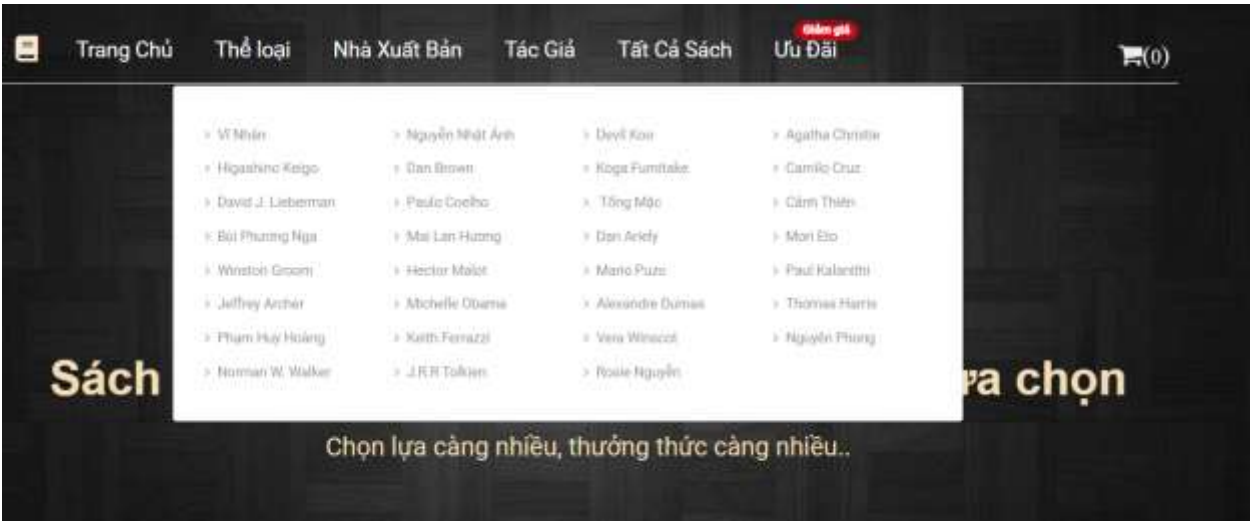 Giảm giá
Trang Chủ Thể loại Nhà Xuất Bản Tác Giả Tất Cả Sách Ưu Đãi (0)
Vĩ Nhân Nguyễn Nhật Ánh Devil Koo Agatha Christie
Higashino Keigo Dan Brown Koga Fumitake Camilo Cruz
David J. Lieberman Paulo Coelho Tống Mặc Cảnh Thiên
Bùi Phương Nga Mai Lan Hương Dan Ariely Mori Eto
Winston Groom Hector Malot Mario Puzo Paul Kalanithi
Jeffrey Archer Michelle Obama Alexandre Dumas Thomas Harris
Phạm Huy Hoàng Keith Ferrazzi Vera Nguyên Phong
Norman W. Walker J.R.R Tolkien Rosie Nguyễn
Sách ựa chọn
Chọn lựa càng nhiều, thưởng thức càng nhiều..